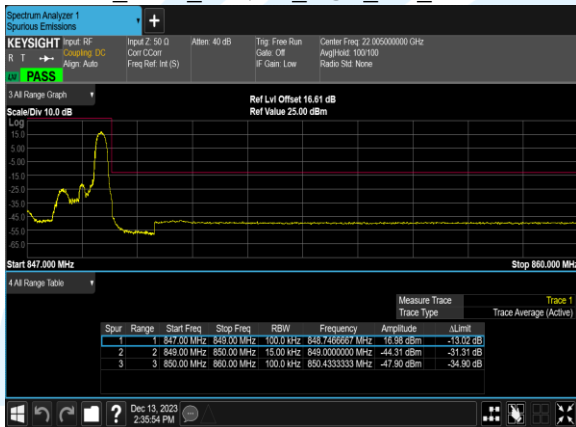 Spectrum Analyzer 1
Spurious Emissions
KEYSIGHT Input: RF Input Z: 50 Ω Atten: 40 dB Trig: Free Run Center Freq: 22.005000000 GHz
R T Coupling: DC Corr CCorr Gate: Off Avg|Hold: 100/100
Align: Auto Freq Ref: Int (S) IF Gain: Low Radio Std: None
PASS
3 All Range Graph
Ref Lvl Offset 16.61 dB
Scale/Div 10.0 dB Ref Value 25.00 dBm
Log
15.0
5.00
-5.00
-15.0
-25.0
-35.0
-45.0
-55.0
-65.0
Start 847.000 MHz Stop 860.000 MHz
4 All Range Table
Measure Trace Trace 1
Trace Type Trace Average (Active)
Spur Range Start Freq Stop Freq RBW Frequency Amplitude ΔLimit
1 1 847.00 MHz 849.00 MHz 100.0 kHz 848.7466667 MHz 16.98 dBm -13.02 dB
2 2 849.00 MHz 850.00 MHz 15.00 kHz 849.0000000 MHz -44.31 dBm -31.31 dB
3 3 850.00 MHz 860.00 MHz 100.0 kHz 850.4333333 MHz -47.90 dBm -34.90 dB
? Dec 13, 2023
2:35:54 PM